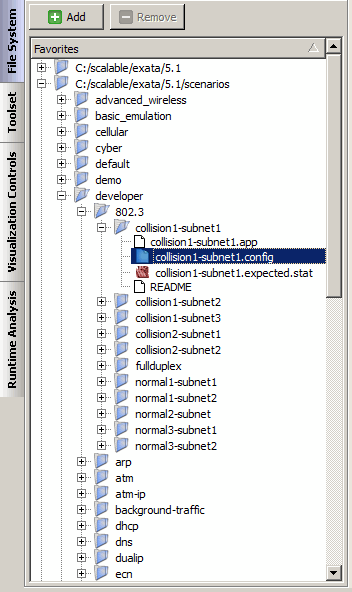 Add Remove
Favorites
C:/scalable/exata/5.1
C:/scalable/exata/5.1/scenarios
advanced_wireless
basic_emulation
cellular
cyber
default
demo
developer
802.3
collision1-subnet1
collision1-subnet1.app
collision1-subnet1.config
collision1-subnet1.expected.stat
README
collision1-subnet2
collision1-subnet3
collision2-subnet1
collision2-subnet2
fullduplex
normal1-subnet1
normal1-subnet2
normal2-subnet
normal3-subnet1
normal3-subnet2
arp
atm
atm-ip
background-traffic
dhcp
dns
dualip
ecn
File System
Toolset
Visualization Controls
Runtime Analysis